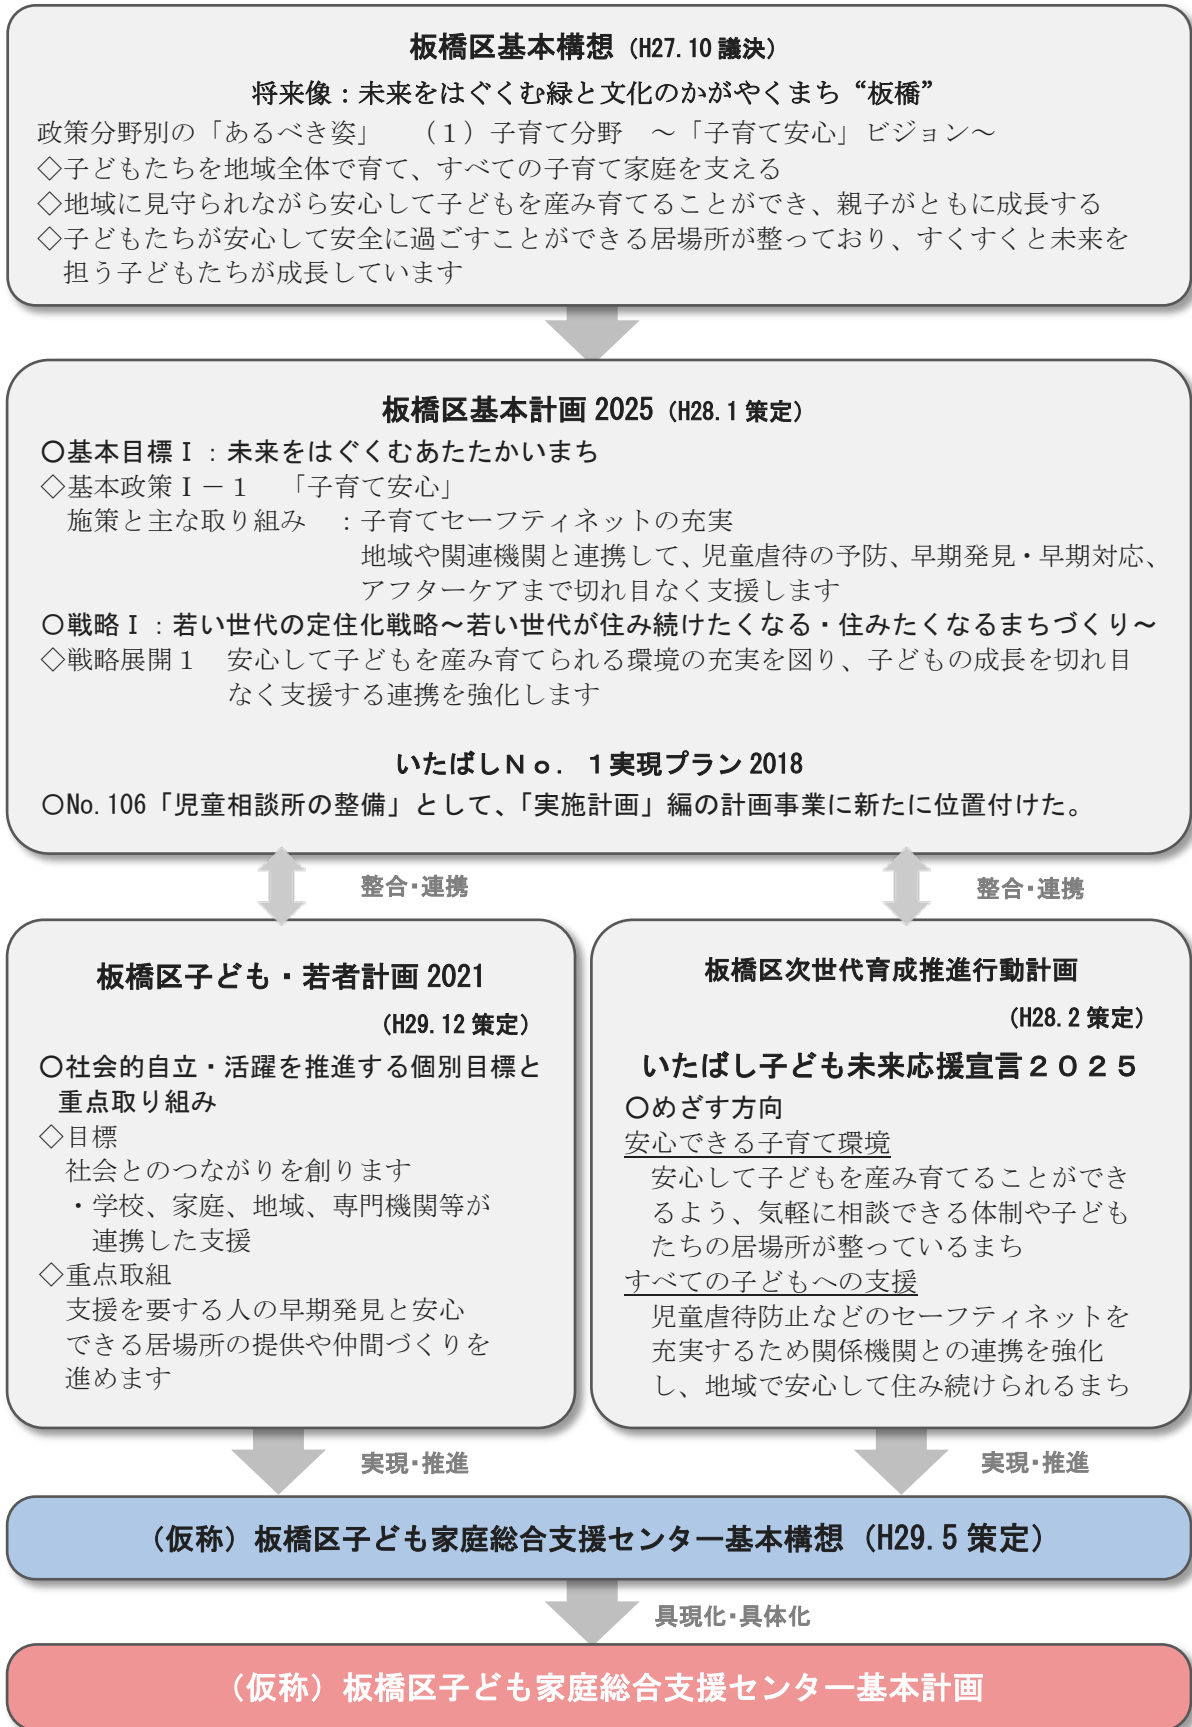 板橋区基本構想（H27.10 議決）
将来像：未来をはぐくむ緑と文化のかがやくまち“板橋”
政策分野別の「あるべき姿」　（１）子育て分野　～「子育て安心」ビジョン～
◇子どもたちを地域全体で育て、すべての子育て家庭を支える
◇地域に見守られながら安心して子どもを産み育てることができ、親子がともに成長する
◇子どもたちが安心して安全に過ごすことができる居場所が整っており、すくすくと未来を
担う子どもたちが成長しています
板橋区基本計画 2025（H28.1 策定）
○基本目標Ⅰ：未来をはぐくむあたたかいまち
◇基本政策Ⅰ－１　「子育て安心」
施策と主な取り組み　：子育てセーフティネットの充実
地域や関連機関と連携して、児童虐待の予防、早期発見・早期対応、
アフターケアまで切れ目なく支援します
○戦略Ⅰ：若い世代の定住化戦略～若い世代が住み続けたくなる・住みたくなるまちづくり～
◇戦略展開１　安心して子どもを産み育てられる環境の充実を図り、子どもの成長を切れ目
なく支援する連携を強化します
いたばしＮｏ．１実現プラン 2018
○No.106「児童相談所の整備」として、「実施計画」編の計画事業に新たに位置付けた。
整合・連携
整合・連携
板橋区子ども・若者計画 2021
（H29.12 策定）
○社会的自立・活躍を推進する個別目標と
重点取り組み
◇目標
社会とのつながりを創ります
・学校、家庭、地域、専門機関等が
連携した支援
◇重点取組
支援を要する人の早期発見と安心
できる居場所の提供や仲間づくりを
進めます
板橋区次世代育成推進行動計画
（H28.2 策定）
いたばし子ども未来応援宣言２０２５
○めざす方向
安心できる子育て環境
安心して子どもを産み育てることができ
るよう、気軽に相談できる体制や子ども
たちの居場所が整っているまち
すべての子どもへの支援
児童虐待防止などのセーフティネットを
充実するため関係機関との連携を強化
し、地域で安心して住み続けられるまち
実現・推進
実現・推進
（仮称）板橋区子ども家庭総合支援センター基本構想（H29.5 策定）
具現化・具体化
（仮称）板橋区子ども家庭総合支援センター基本計画